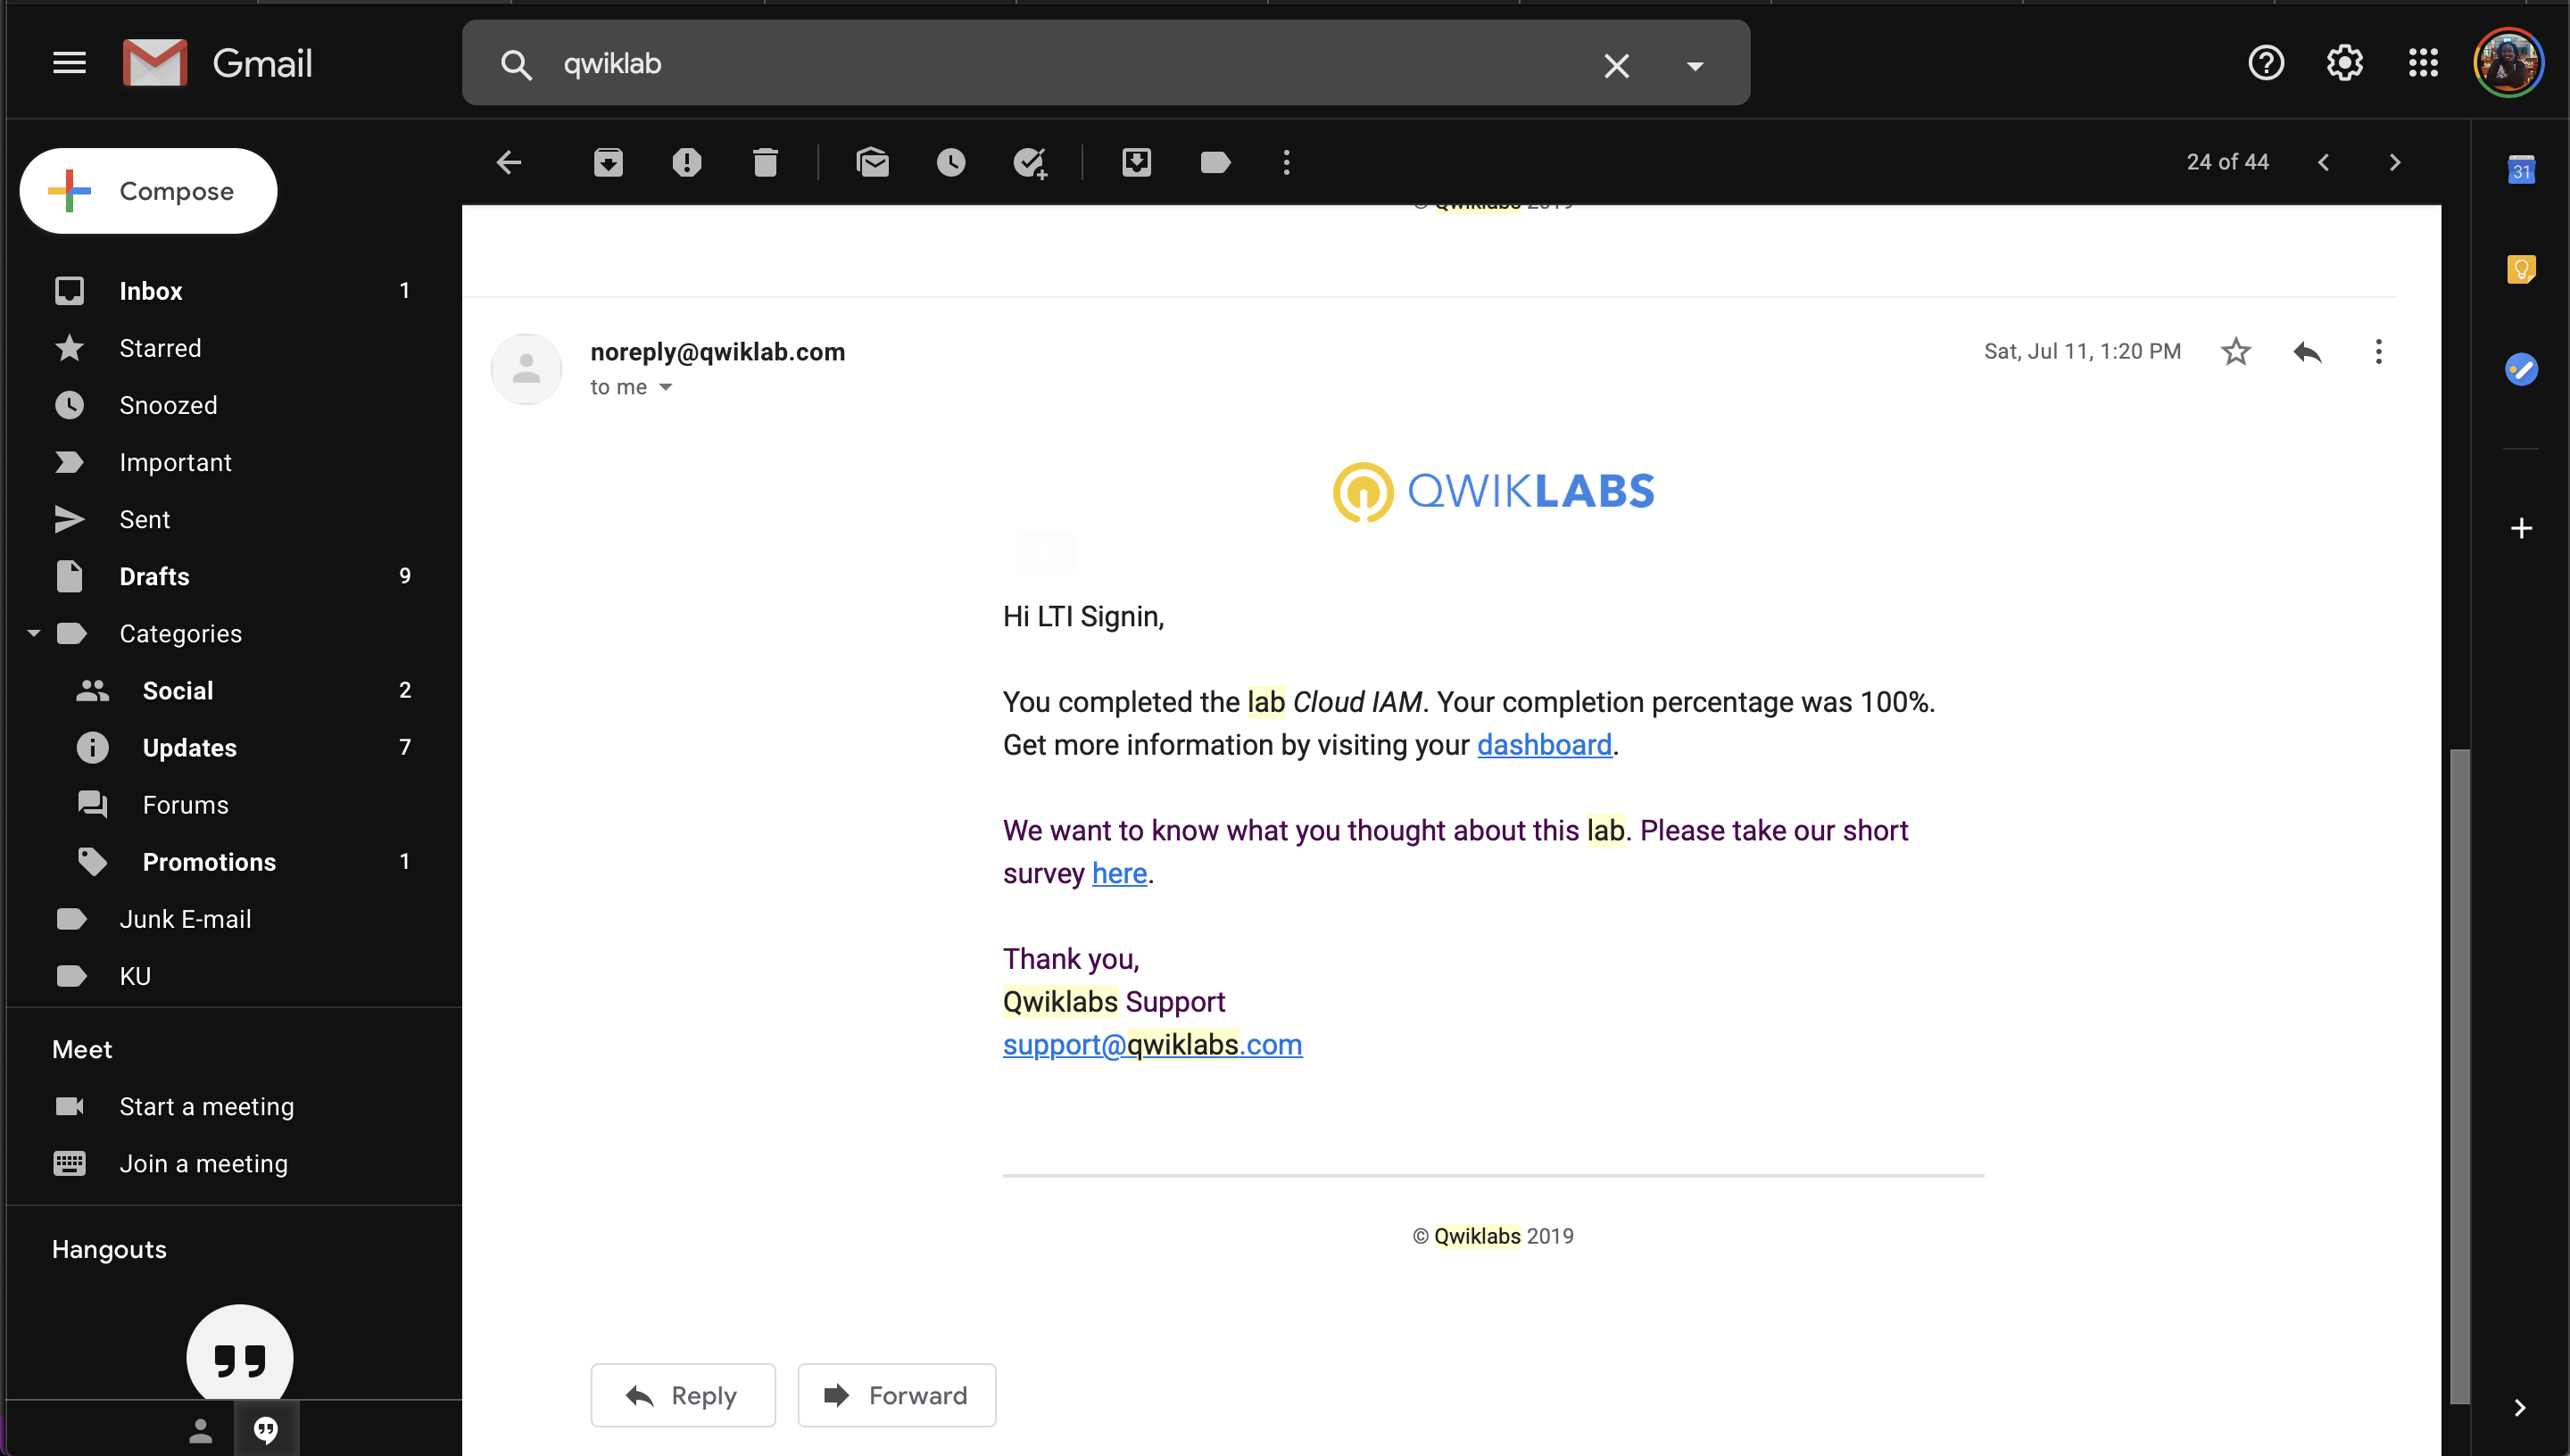 Gmail
qwiklab
Compose
24 of 44
31
© Qwiklabs 2019
Inbox 1
Starred
Snoozed
Important
Sent
Drafts 9
Categories
Social 2
Updates 7
Forums
Promotions 1
Junk E-mail
KU
Meet
Start a meeting
Join a meeting
Hangouts
noreply@qwiklab.com
to me
Sat, Jul 11, 1:20 PM
QWIKLABS
Hi LTI Signin,
You completed the lab Cloud IAM. Your completion percentage was 100%.
Get more information by visiting your dashboard.
We want to know what you thought about this lab. Please take our short
survey here.
Thank you,
Qwiklabs Support
support@qwiklabs.com
© Qwiklabs 2019
Reply
Forward